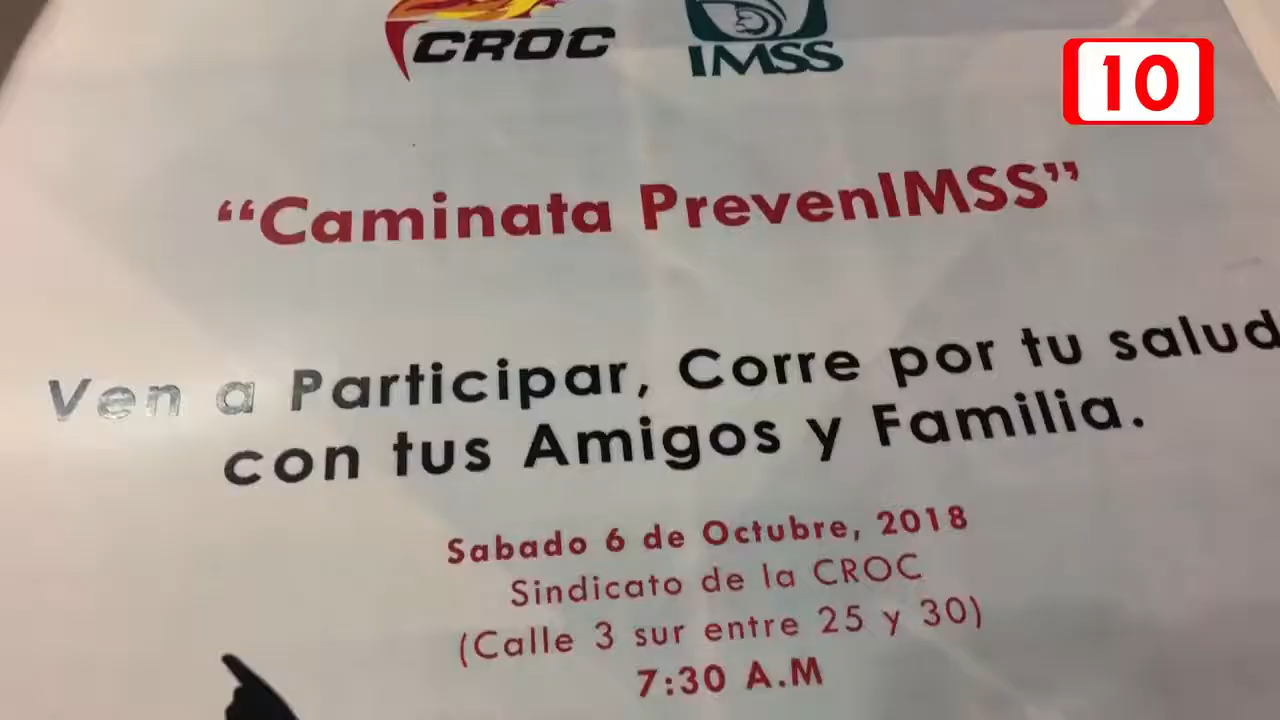 CROC
IMSS
10
“Caminata PrevenIMSS”
Ven a Participar, Corre por tu salud
con tus Amigos y Familia.
Sabado 6 de Octubre, 2018
Sindicato de la CROC
(Calle 3 sur entre 25 y 30)
7:30 A.M